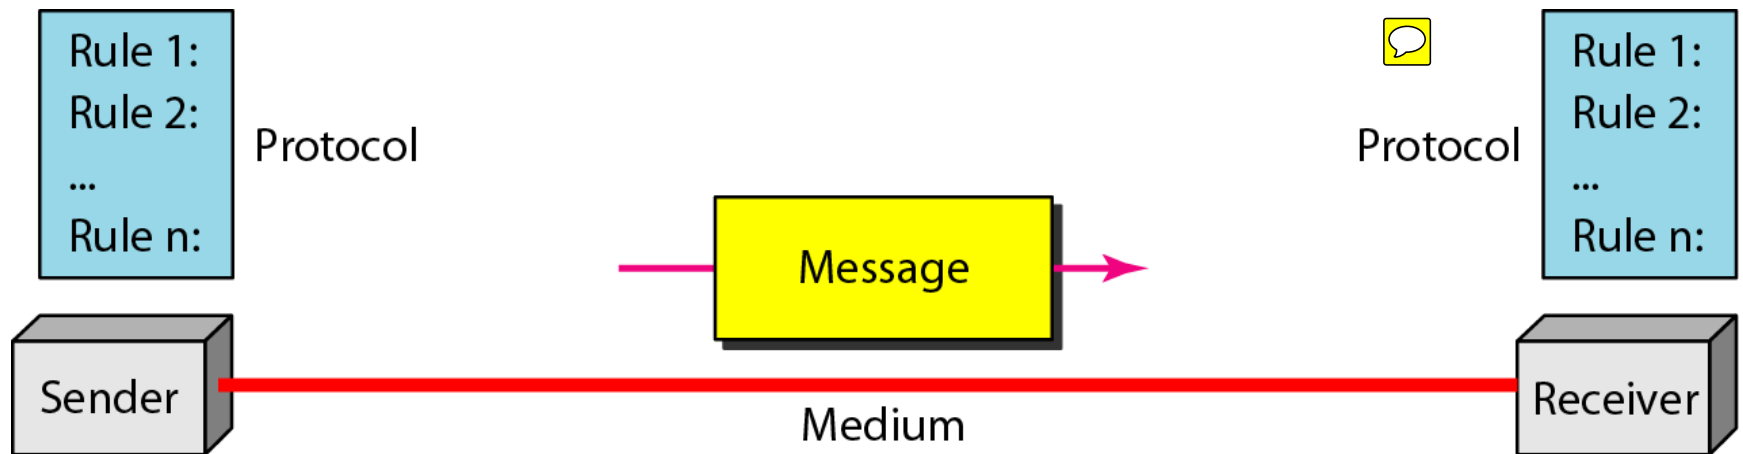 Rule 1:
Rule 2:
...
Rule n:
Protocol
Message
Protocol
Rule 1:
Rule 2:
...
Rule n:
Sender
Medium
Receiver